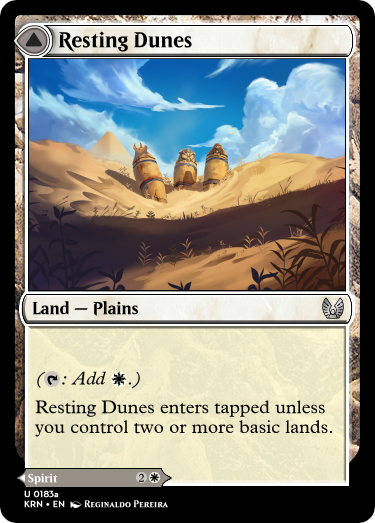 Resting Dunes
Land — Plains
(: Add .)
Resting Dunes enters tapped unless
you control two or more basic lands.
Spirit 2
U 0183a
KRN • EN Reginaldo Pereira